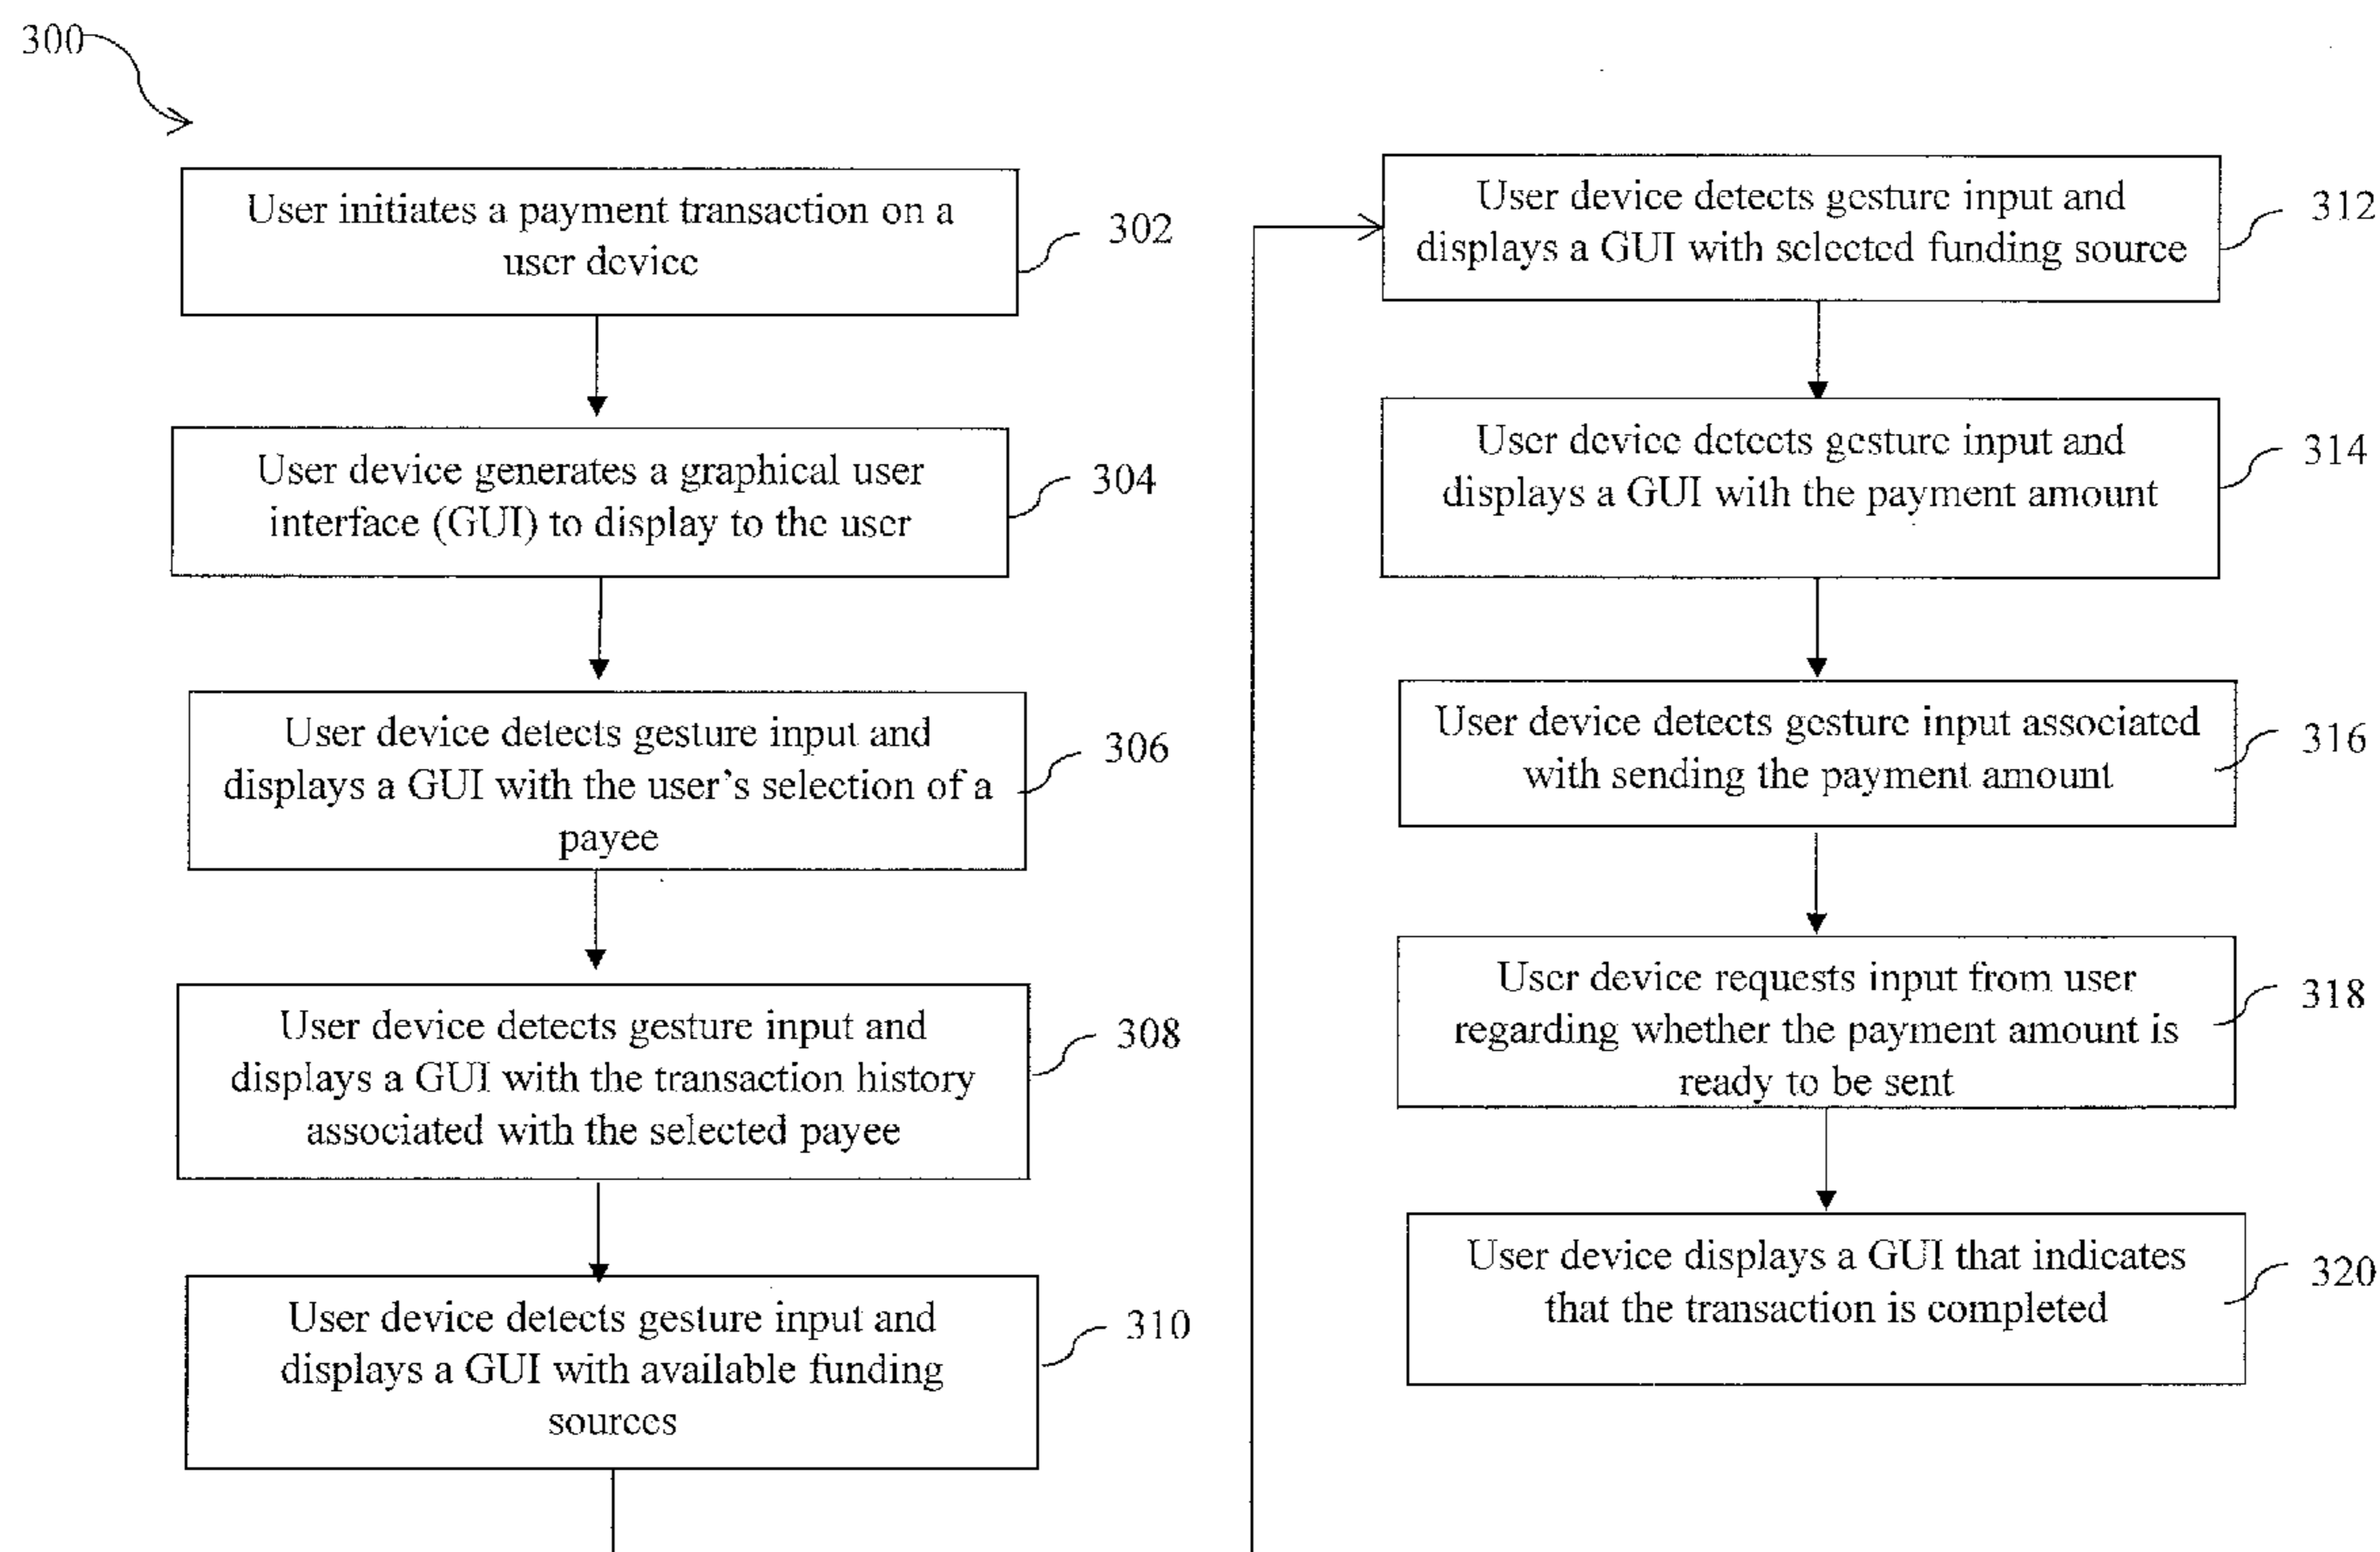 300
User initiates a payment transaction on a
user device
302
User device generates a graphical user
interface (GUI) to display to the user
304
User device detects gesture input and
displays a GUI with the user's selection of a
payee
306
User device detects gesture input and
displays a GUI with the transaction history
associated with the selected payee
308
User device detects gesture input and
displays a GUI with available funding
sources
310
User device detects gesture input and
displays a GUI with selected funding source
312
User device detects gesture input and
displays a GUI with the payment amount
314
User device detects gesture input associated
with sending the payment amount
316
User device requests input from user
regarding whether the payment amount is
ready to be sent
318
User device displays a GUI that indicates
that the transaction is completed
320